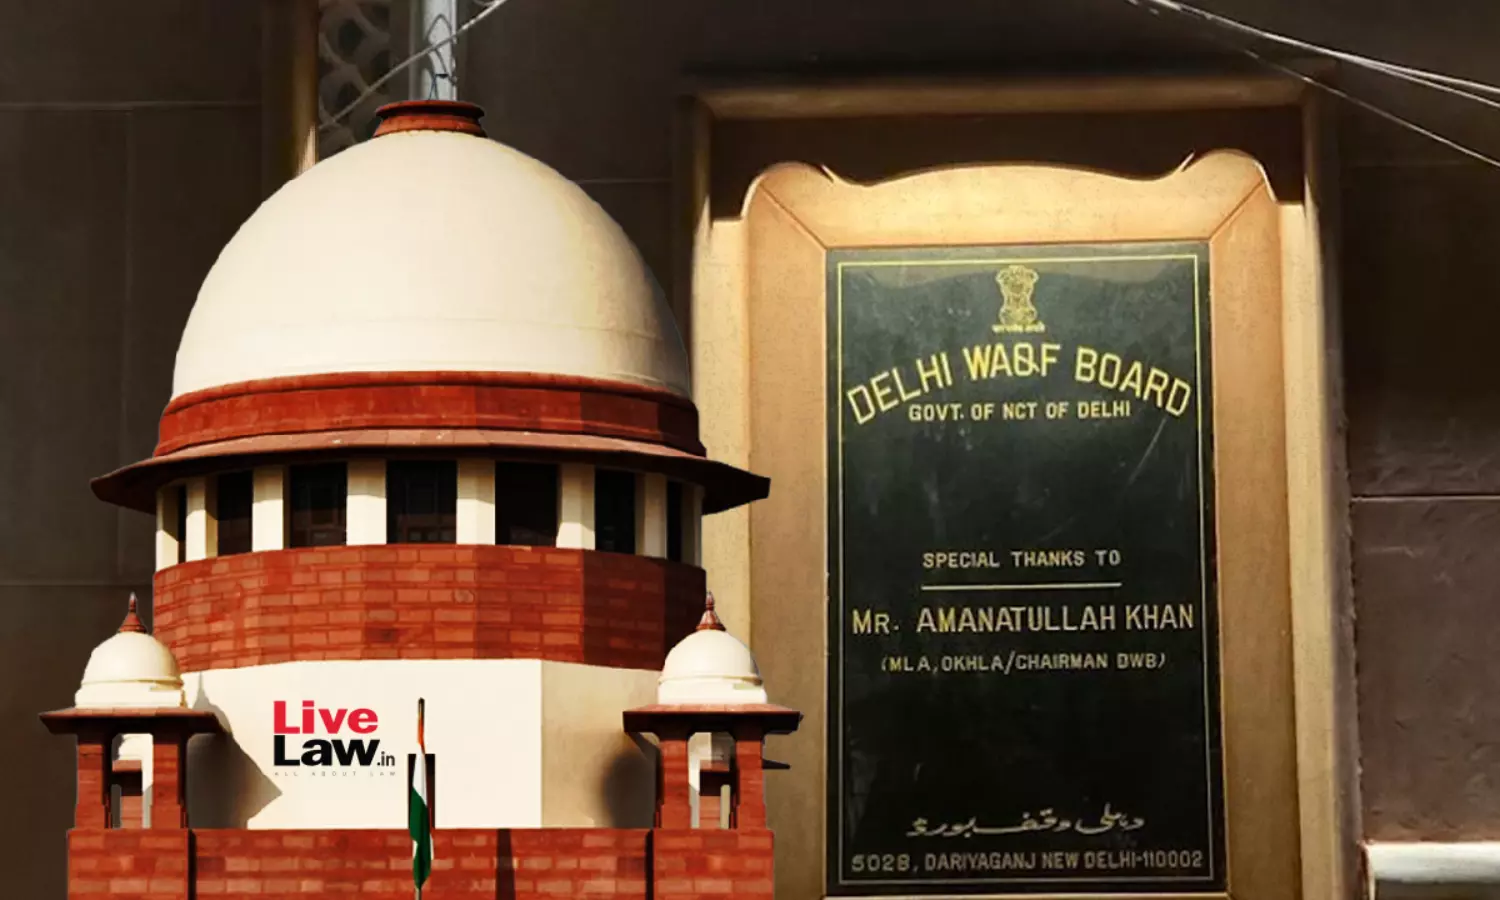 Live
Law.in
ALL ABOUT LAW
DELHI WAQF BOARD
GOVT. OF NCT OF DELHI
SPECIAL THANKS TO
MR. AMANATULLAH KHAN
(MLA, OKHLA/CHAIRMAN DWB)
دہلی وقف بورڈ
5028, DARIYAGANJ NEW DELHI-110002